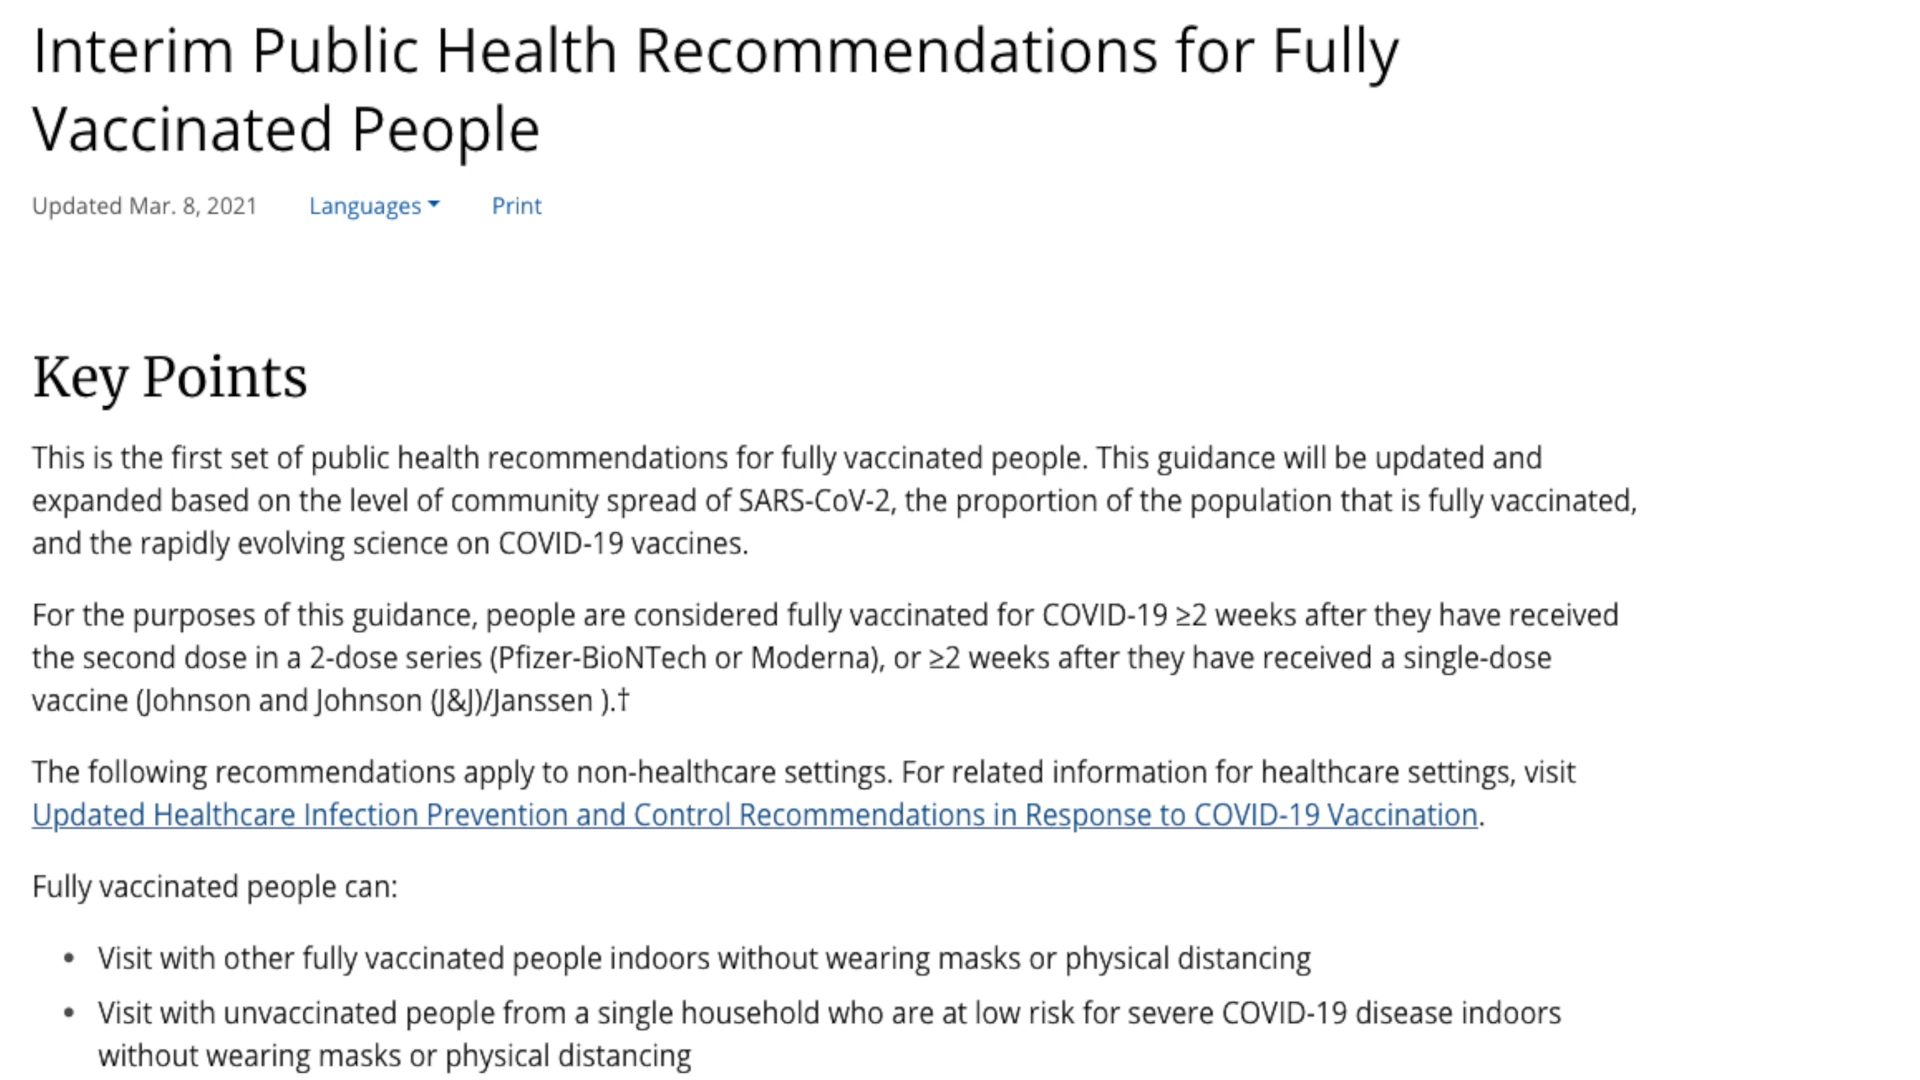 Interim Public Health Recommendations for Fully
Vaccinated People
Updated Mar. 8, 2021 Languages Print
Key Points
This is the first set of public health recommendations for fully vaccinated people. This guidance will be updated and
expanded based on the level of community spread of SARS-CoV-2, the proportion of the population that is fully vaccinated,
and the rapidly evolving science on COVID-19 vaccines.
For the purposes of this guidance, people are considered fully vaccinated for COVID-19 ≥2 weeks after they have received
the second dose in a 2-dose series (Pfizer-BioNTech or Moderna), or ≥2 weeks after they have received a single-dose
vaccine (Johnson and Johnson (J&J)/Janssen ).†
The following recommendations apply to non-healthcare settings. For related information for healthcare settings, visit
Updated Healthcare Infection Prevention and Control Recommendations in Response to COVID-19 Vaccination.
Fully vaccinated people can:
• Visit with other fully vaccinated people indoors without wearing masks or physical distancing
• Visit with unvaccinated people from a single household who are at low risk for severe COVID-19 disease indoors
without wearing masks or physical distancing